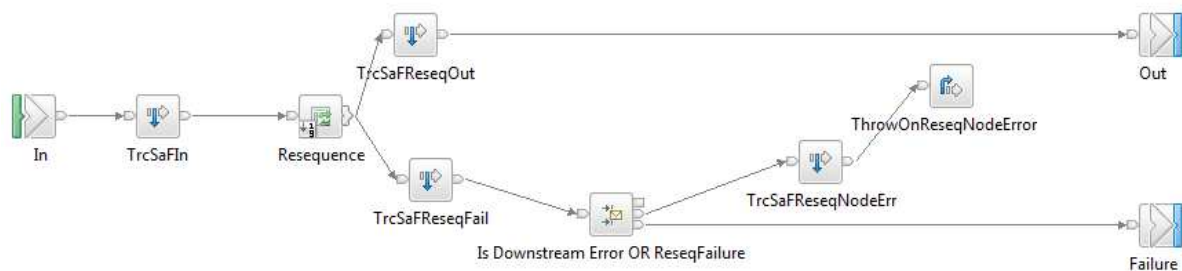 TrcSaFReseqOut
Out
ThrowOnReseqNodeError
In
TrcSaFIn
Resequence
TrcSaFReseqFail
TrcSaFReseqNodeErr
Is Downstream Error OR ReseqFailure
Failure